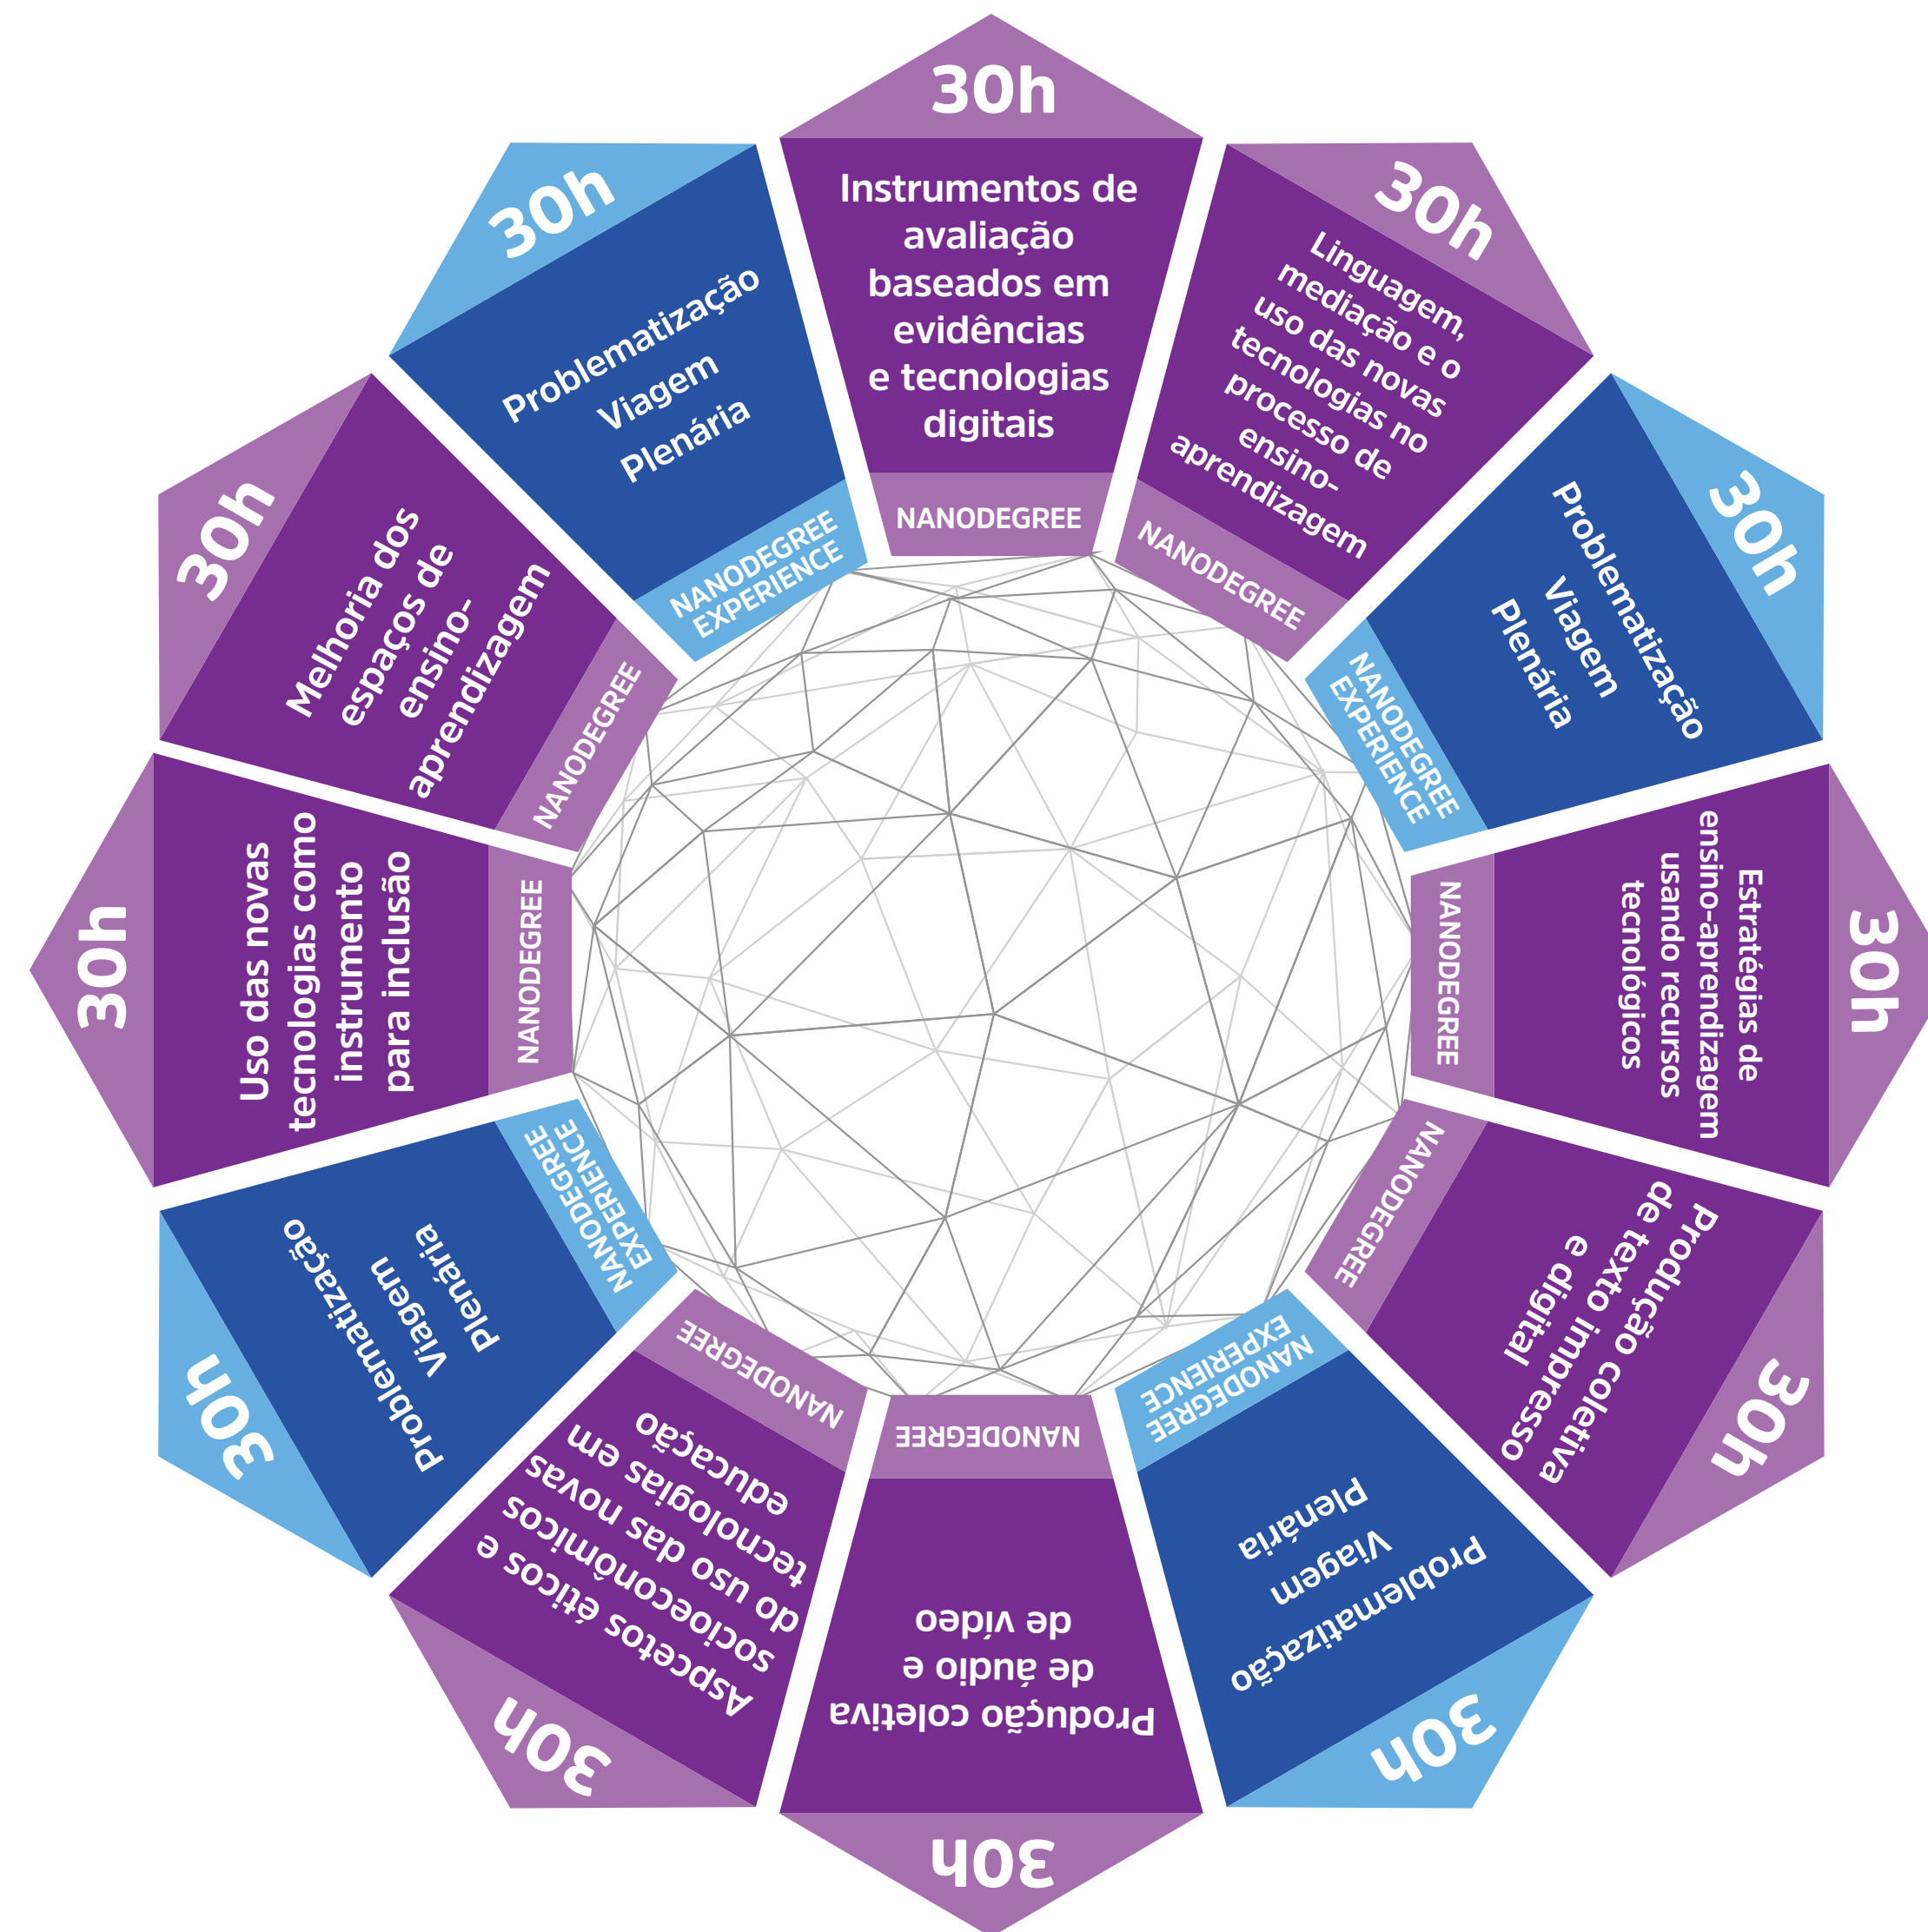 30h
Instrumentos de
avaliação
baseados em
evidências
e tecnologias
digitais
NANODEGREE
30h
Linguagem,
mediação e o
uso das novas
tecnologias no
processo de
ensino-
aprendizagem
NANODEGREE
30h
Problematização
Viagem
Plenária
NANODEGREE
EXPERIENCE
30h
Estratégias de
ensino-aprendizagem
usando recursos
tecnológicos
NANODEGREE
30h
Produção coletiva
de texto impresso
e digital
NANODEGREE
30h
Problematização
Viagem
Plenária
NANODEGREE
EXPERIENCE
30h
Produção coletiva
de áudio e
de vídeo
NANODEGREE
30h
Aspcetos éticos e
socioeconômicos
do uso das novas
tecnologias em
educação
NANODEGREE
30h
Problematização
Viagem
Plenária
NANODEGREE
EXPERIENCE
30h
Uso das novas
tecnologias como
instrumento
para inclusão
NANODEGREE
30h
Melhoria dos
espaços de
ensino-
aprendizagem
NANODEGREE
30h
Problematização
Viagem
Plenária
NANODEGREE
EXPERIENCE